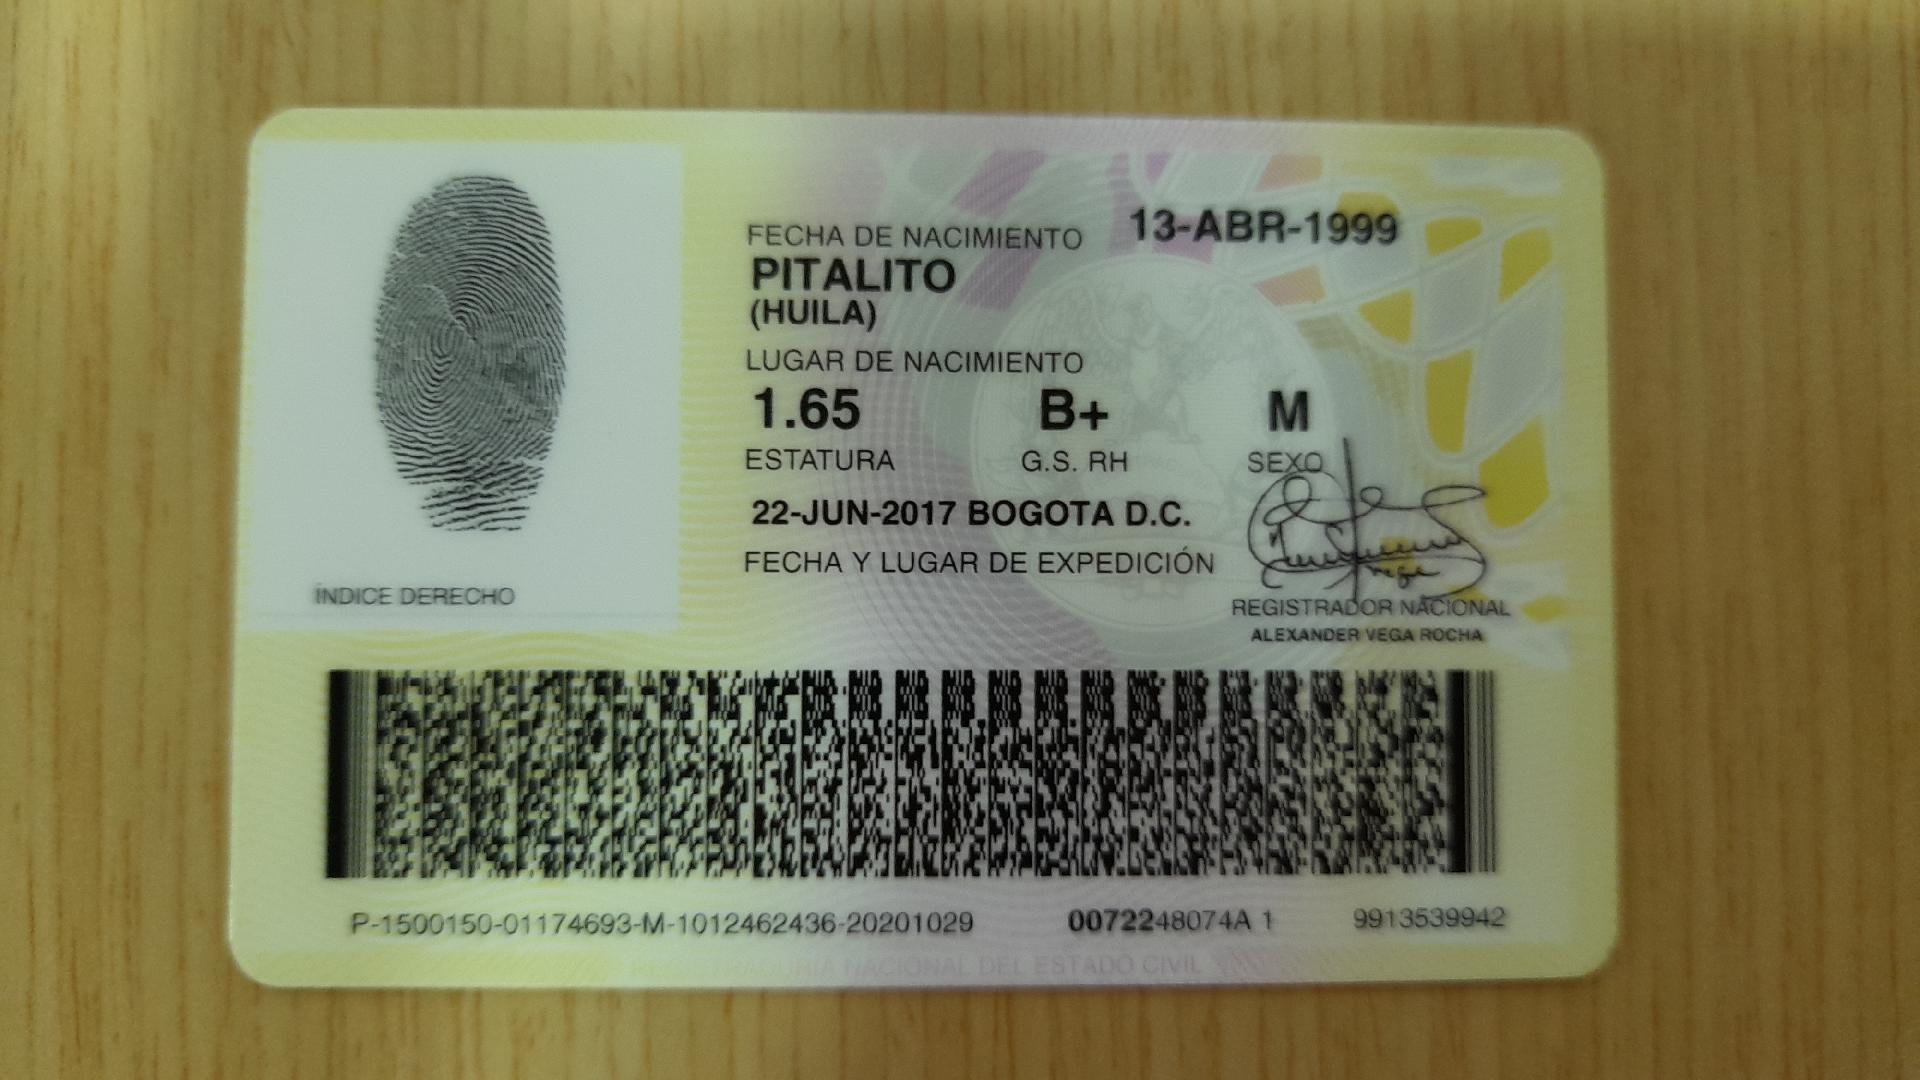 FECHA DE NACIMIENTO 13-ABR-1999
PITALITO
(HUILA)
LUGAR DE NACIMIENTO
1.65 B+ M
ESTATURA G.S. RH SEXO
22-JUN-2017 BOGOTA D.C.
FECHA Y LUGAR DE EXPEDICIÓN
ÍNDICE DERECHO
REGISTRADOR NACIONAL
ALEXANDER VEGA ROCHA
P-1500150-01174693-M-1012462436-20201029 0072248074A 1 9913539942
REGISTRADURIA NACIONAL DEL ESTADO CIVIL